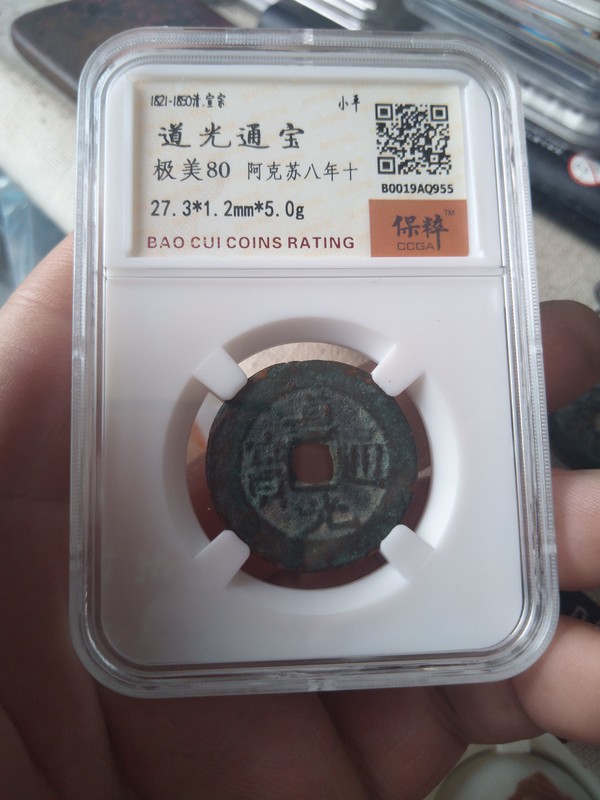 1821-1850清.宣宗 小平
道光通宝
极美80 阿克苏八年十
27.3*1.2mm*5.0g
BAO CUI COINS RATING
B0019AQ955
保粹™
CCGA
道光通寶